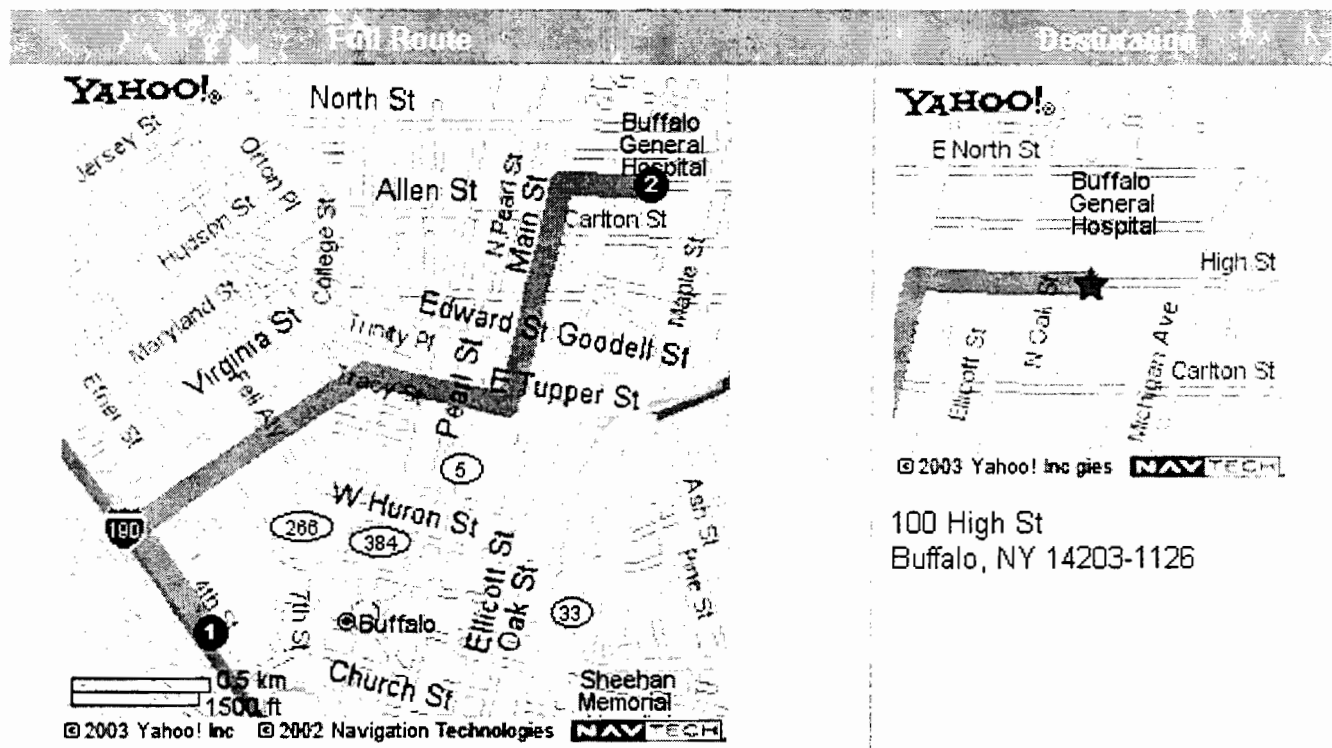 Full Route
Destination
YAHOO!®
North St
Jersey St
Orton Pl
Buffalo
General
Hospital
Allen St
N Pearl St
Main St
2
Carlton St
Hudson St
College St
Maple St
Maryland St
Virginia St
Edward St
Goodell St
Trinity Pl
Pearl St
Tracy St
E Tupper St
Efner St
Fell Aly
5
W Huron St
190
266
384
Ash St
Pine St
Ellicott St
Oak St
33
4th St
7th St
1
Buffalo
Church St
Sheehan
Memorial
0.5 km
1500 ft
© 2003 Yahoo! Inc © 2002 Navigation Technologies NAVTECH
YAHOO!®
E North St
Buffalo
General
Hospital
High St
Ellicott St
N Oak St
Michigan Ave
Carlton St
© 2003 Yahoo! Inc gies NAVTECH
100 High St
Buffalo, NY 14203-1126